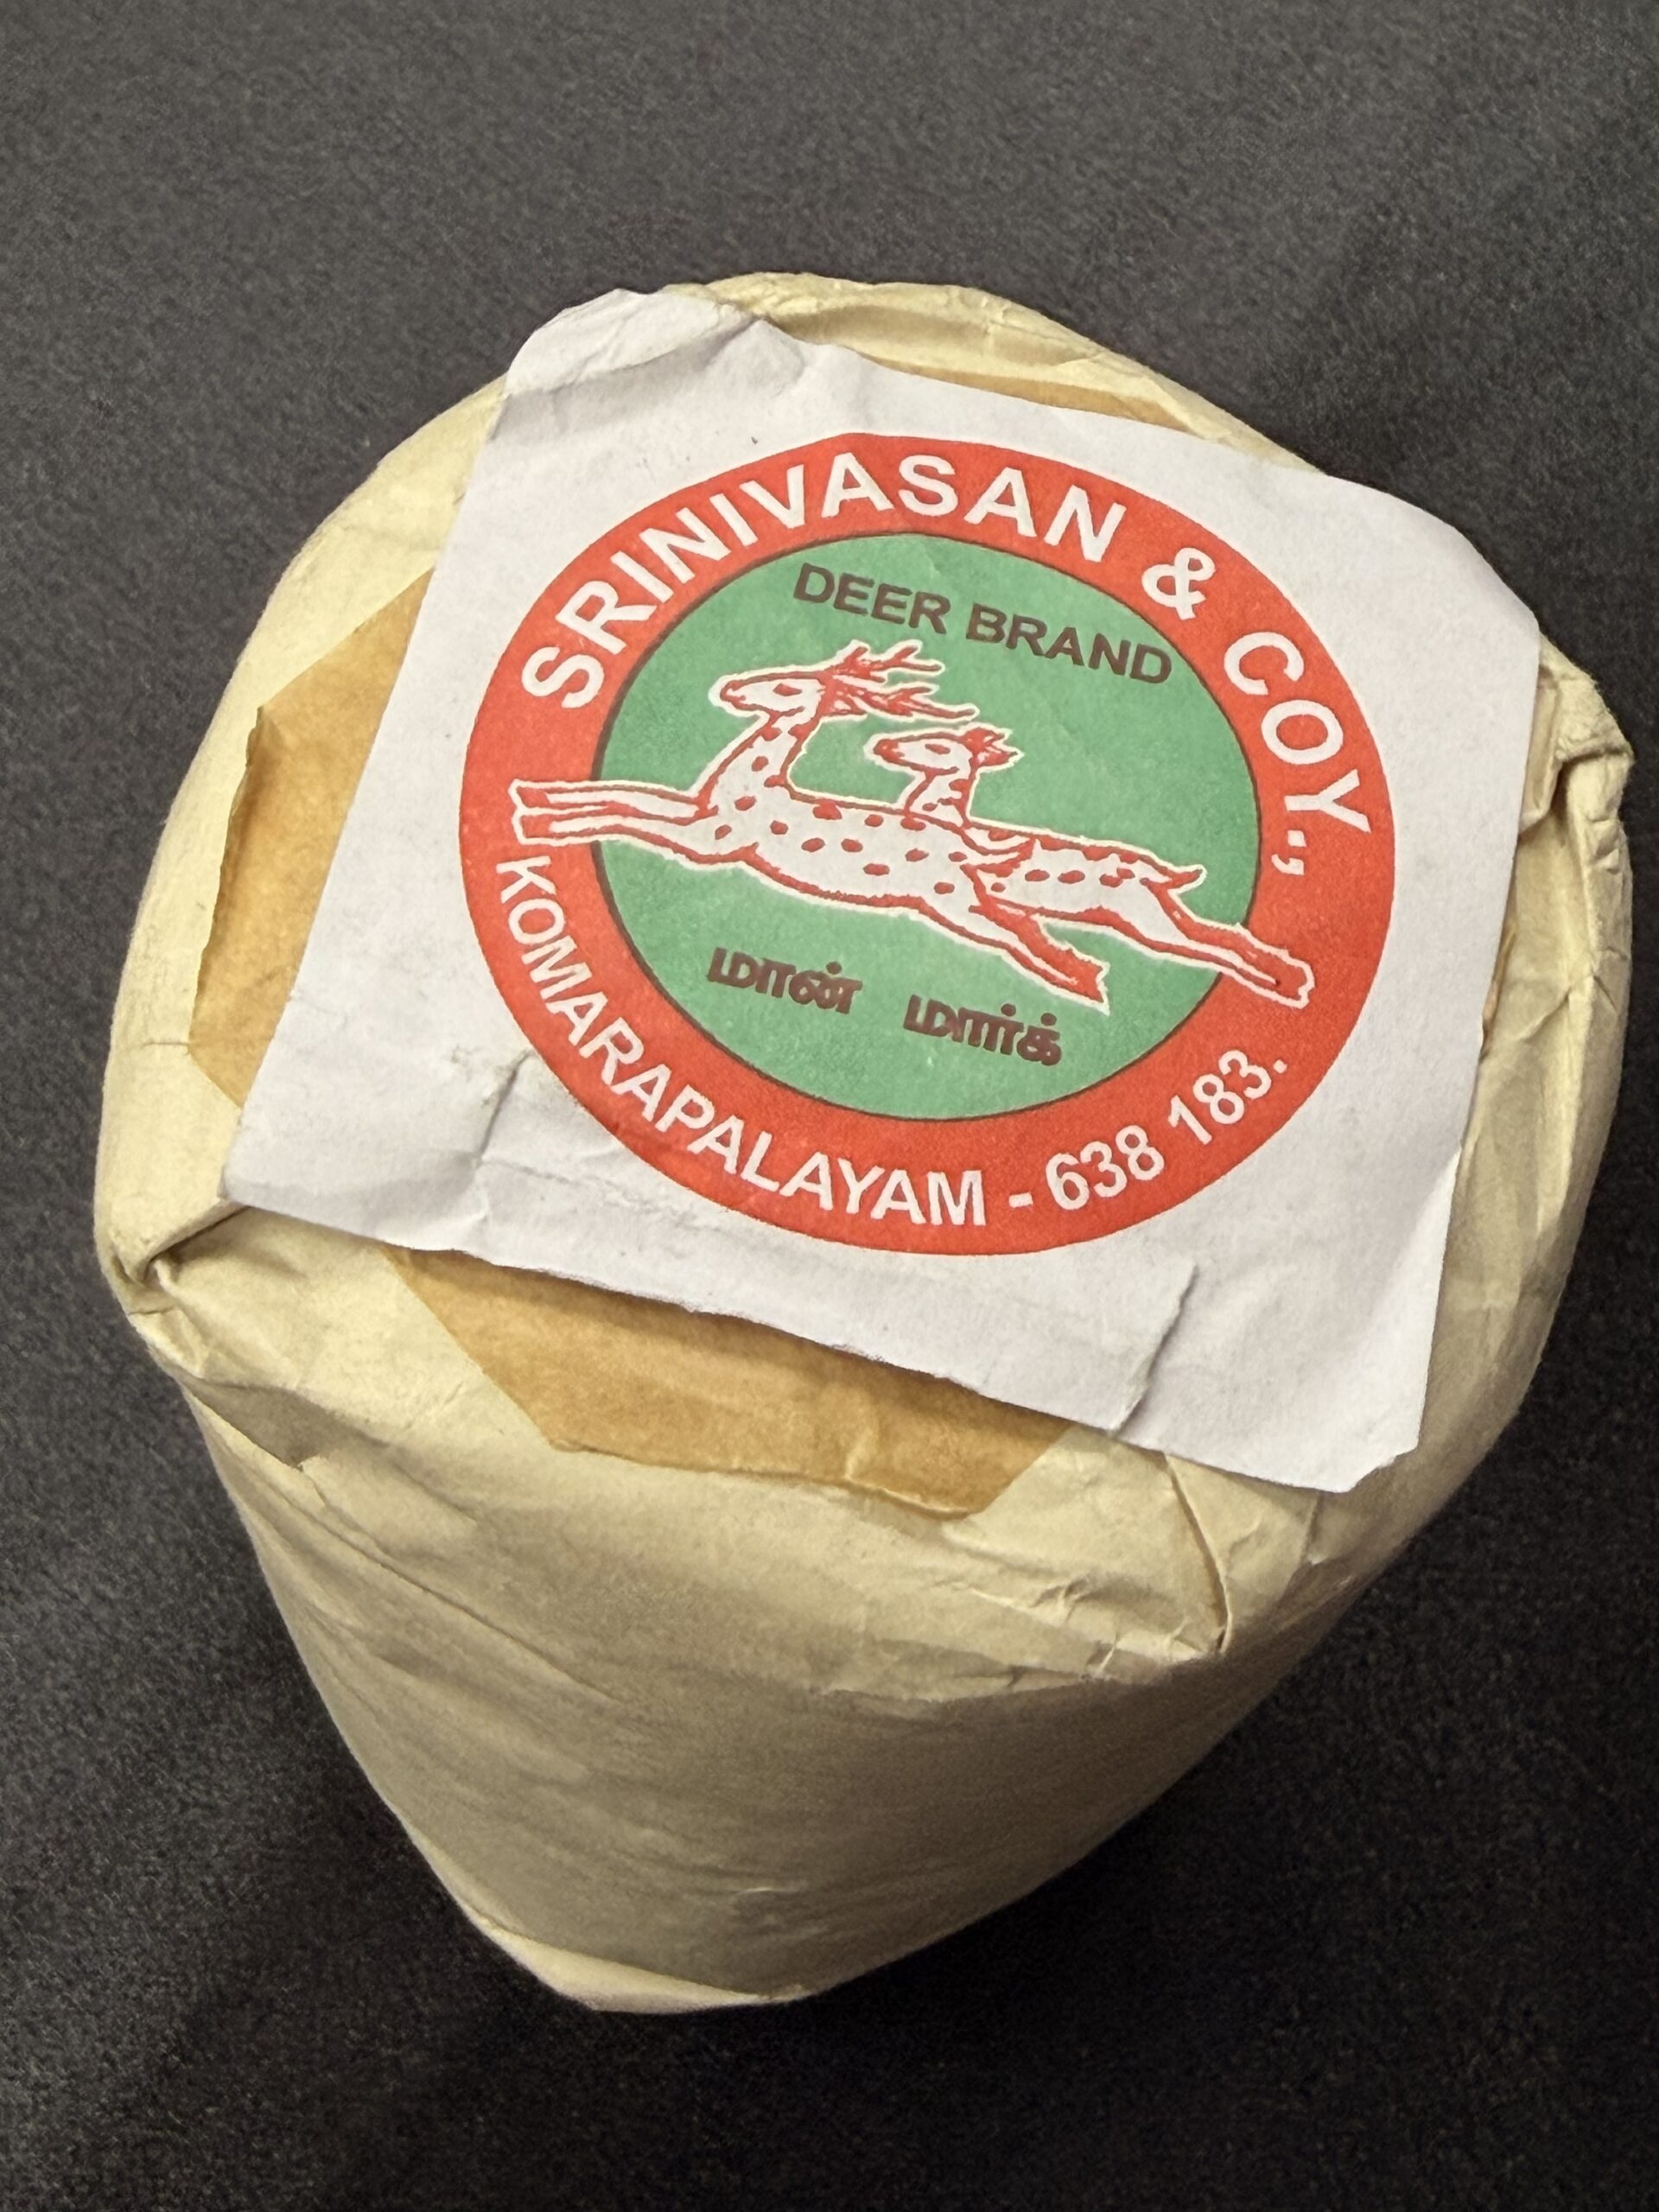 SRINIVASAN & COY.,
DEER BRAND
மான் மார்க்
KOMARAPALAYAM - 638 183.